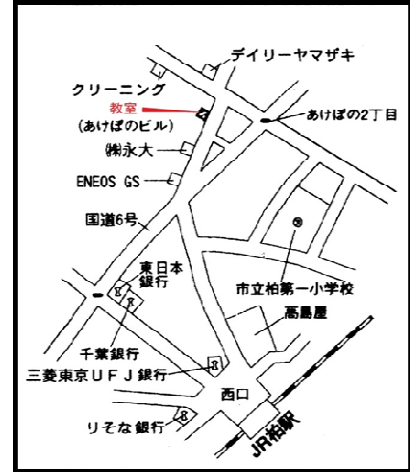 デイリーヤマザキ
クリーニング
教室
(あけぼのビル)
あけぼの2丁目
㈱永大
ENEOS GS
国道6号
東日本
銀行
市立柏第一小学校
高島屋
千葉銀行
三菱東京UFJ銀行
西口
りそな銀行
JR柏駅